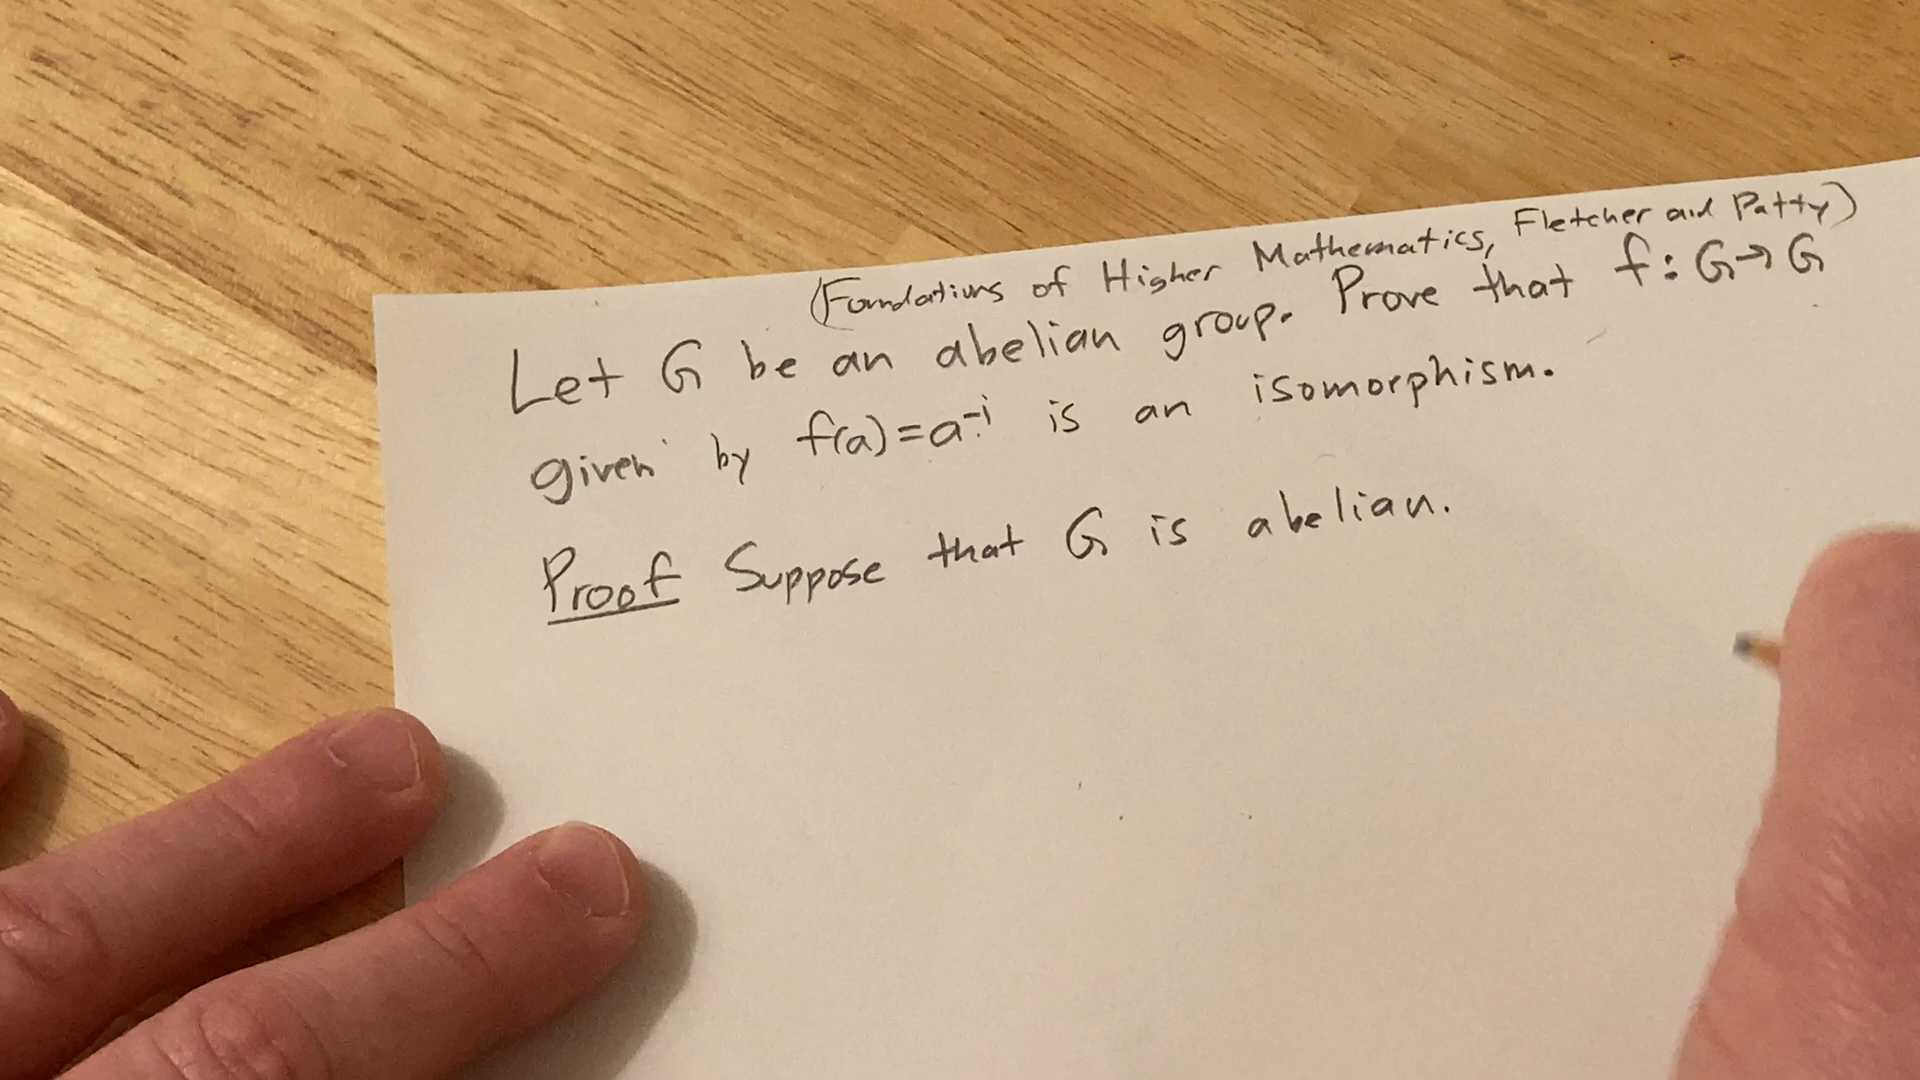 (Foundations of Higher Mathematics, Fletcher and Patty)
Let G be an abelian group. Prove that f: G→G
given by f(a)=a⁻¹ is an isomorphism.
Proof Suppose that G is abelian.